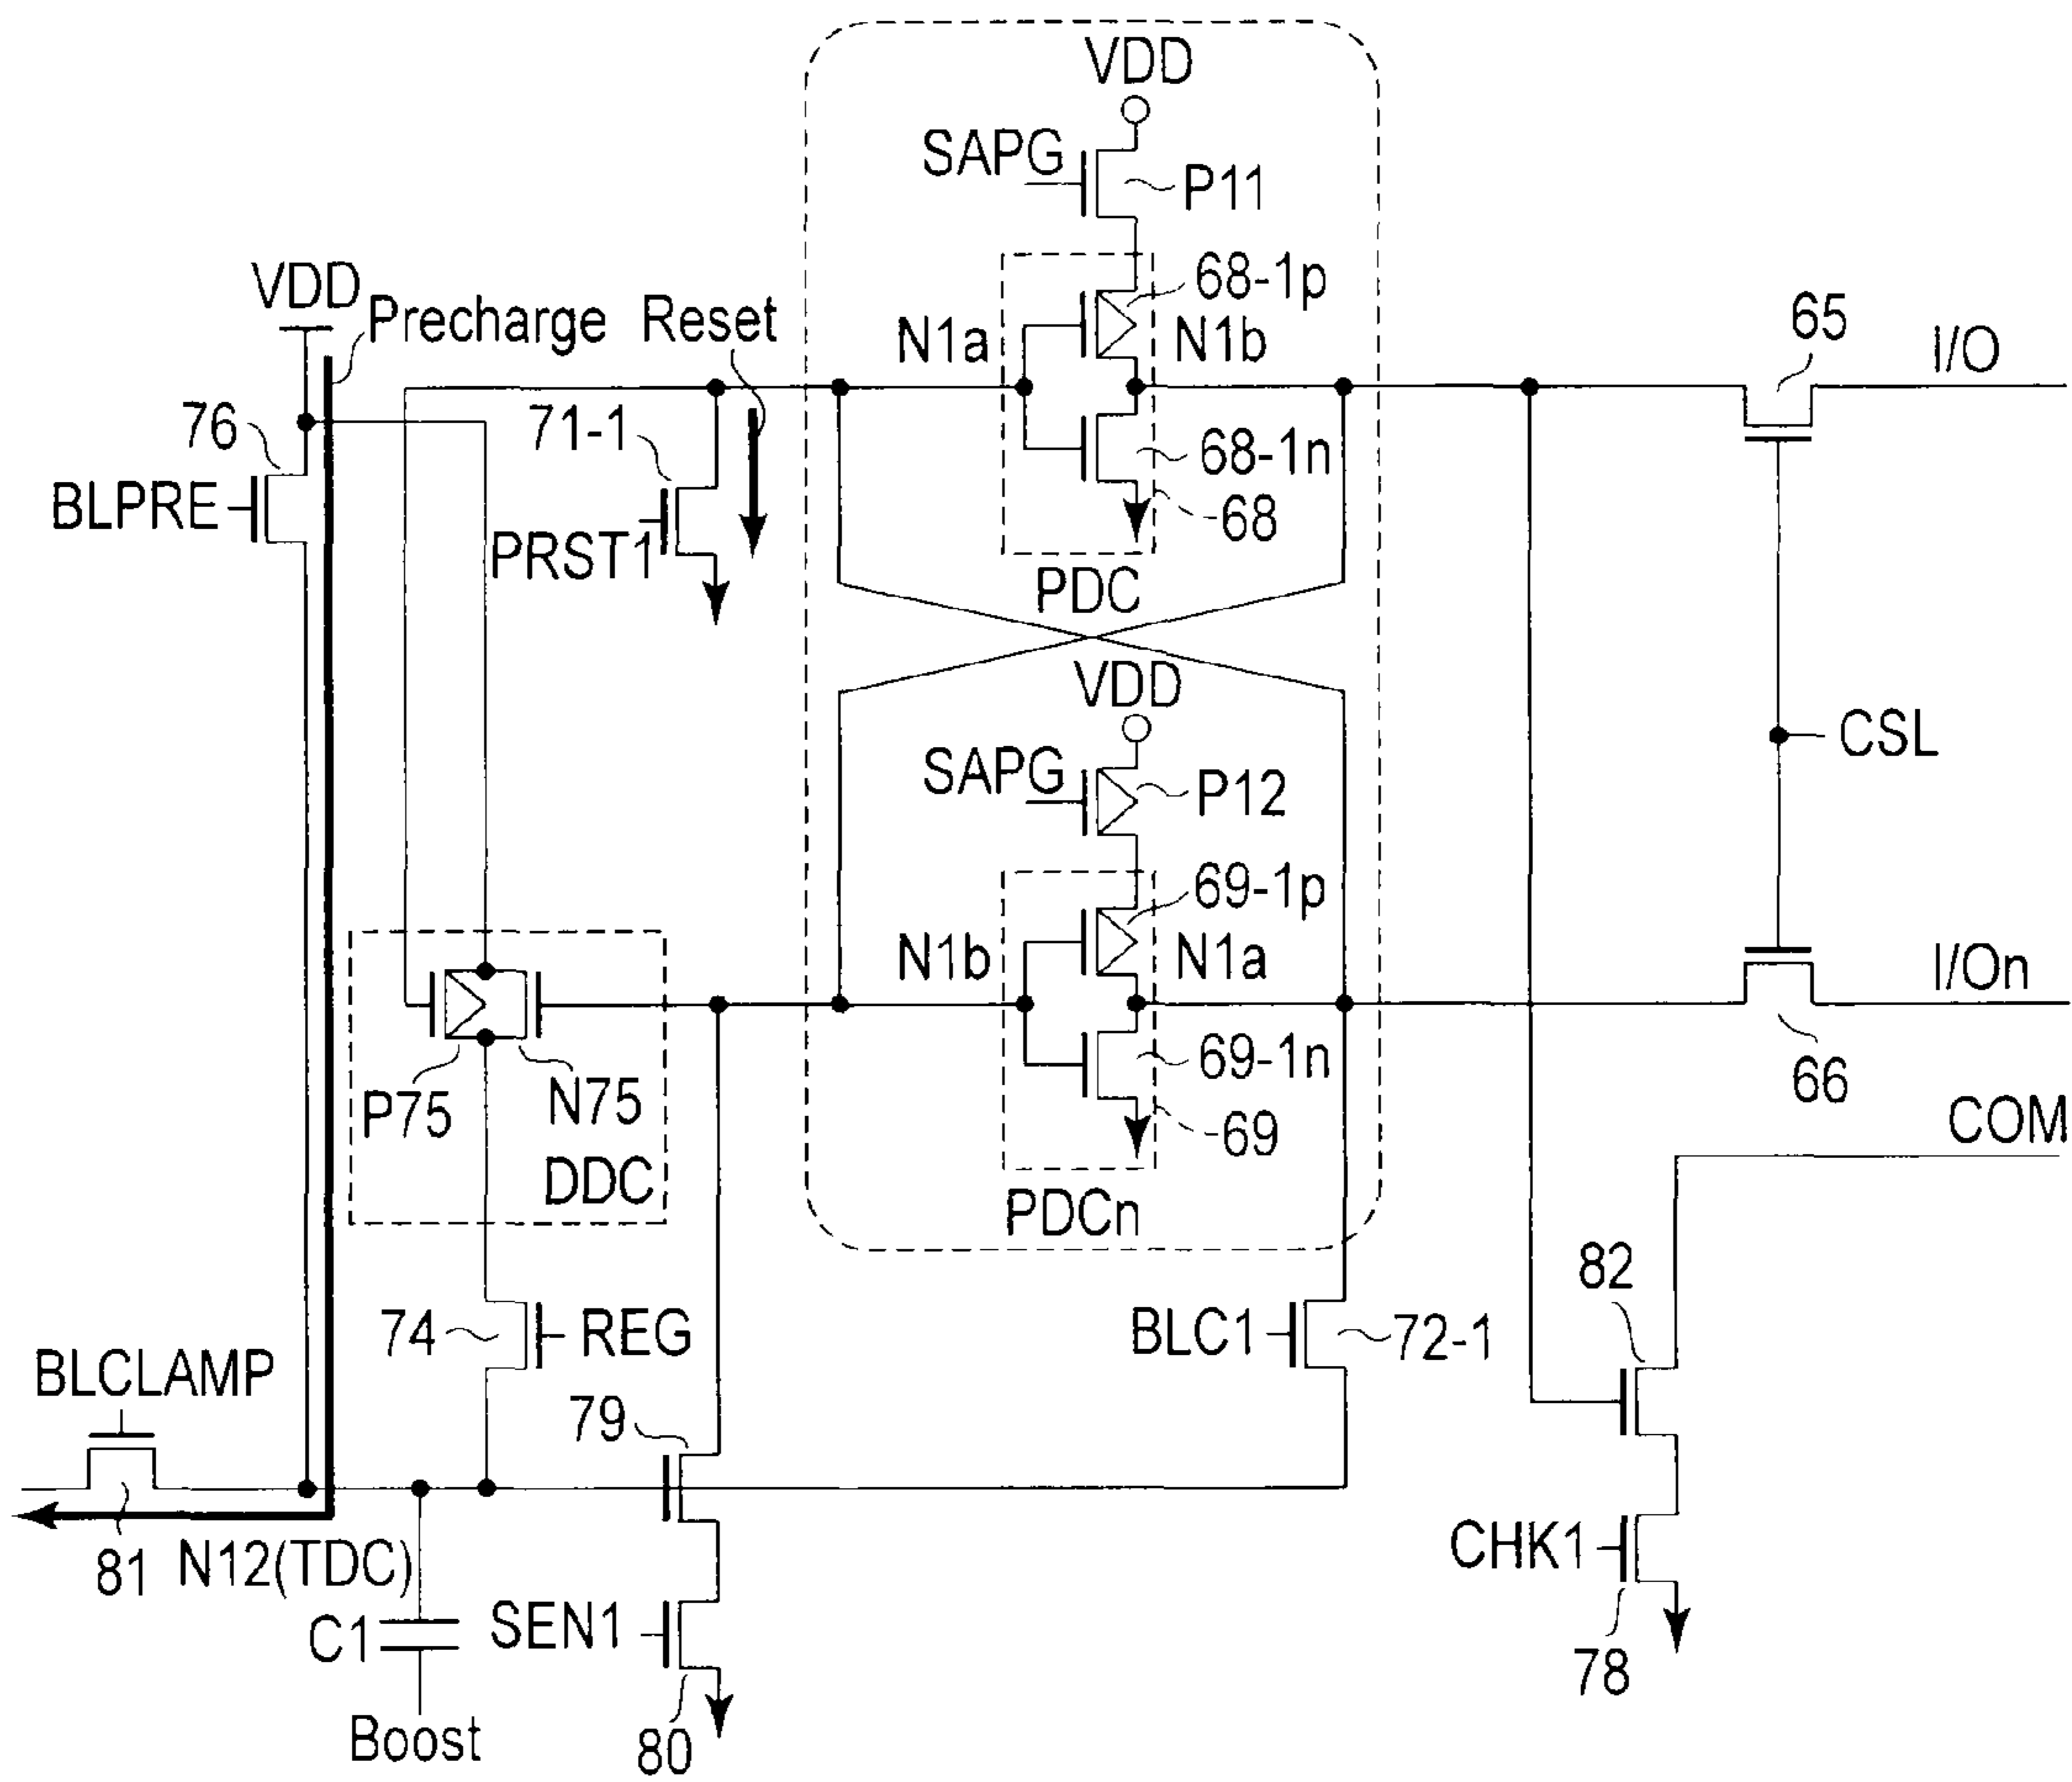 VDD
SAPG
P11
VDD
Precharge
Reset
68-1p
N1a
N1b
65
I/O
76
71-1
68-1n
BLPRE
68
PRST1
PDC
VDD
CSL
SAPG
P12
69-1p
N1b
N1a
I/On
69-1n
66
P75
N75
69
COM
DDC
PDCn
82
74
REG
BLC1
72-1
BLCLAMP
79
81
N12(TDC)
CHK1
C1
SEN1
78
Boost
80